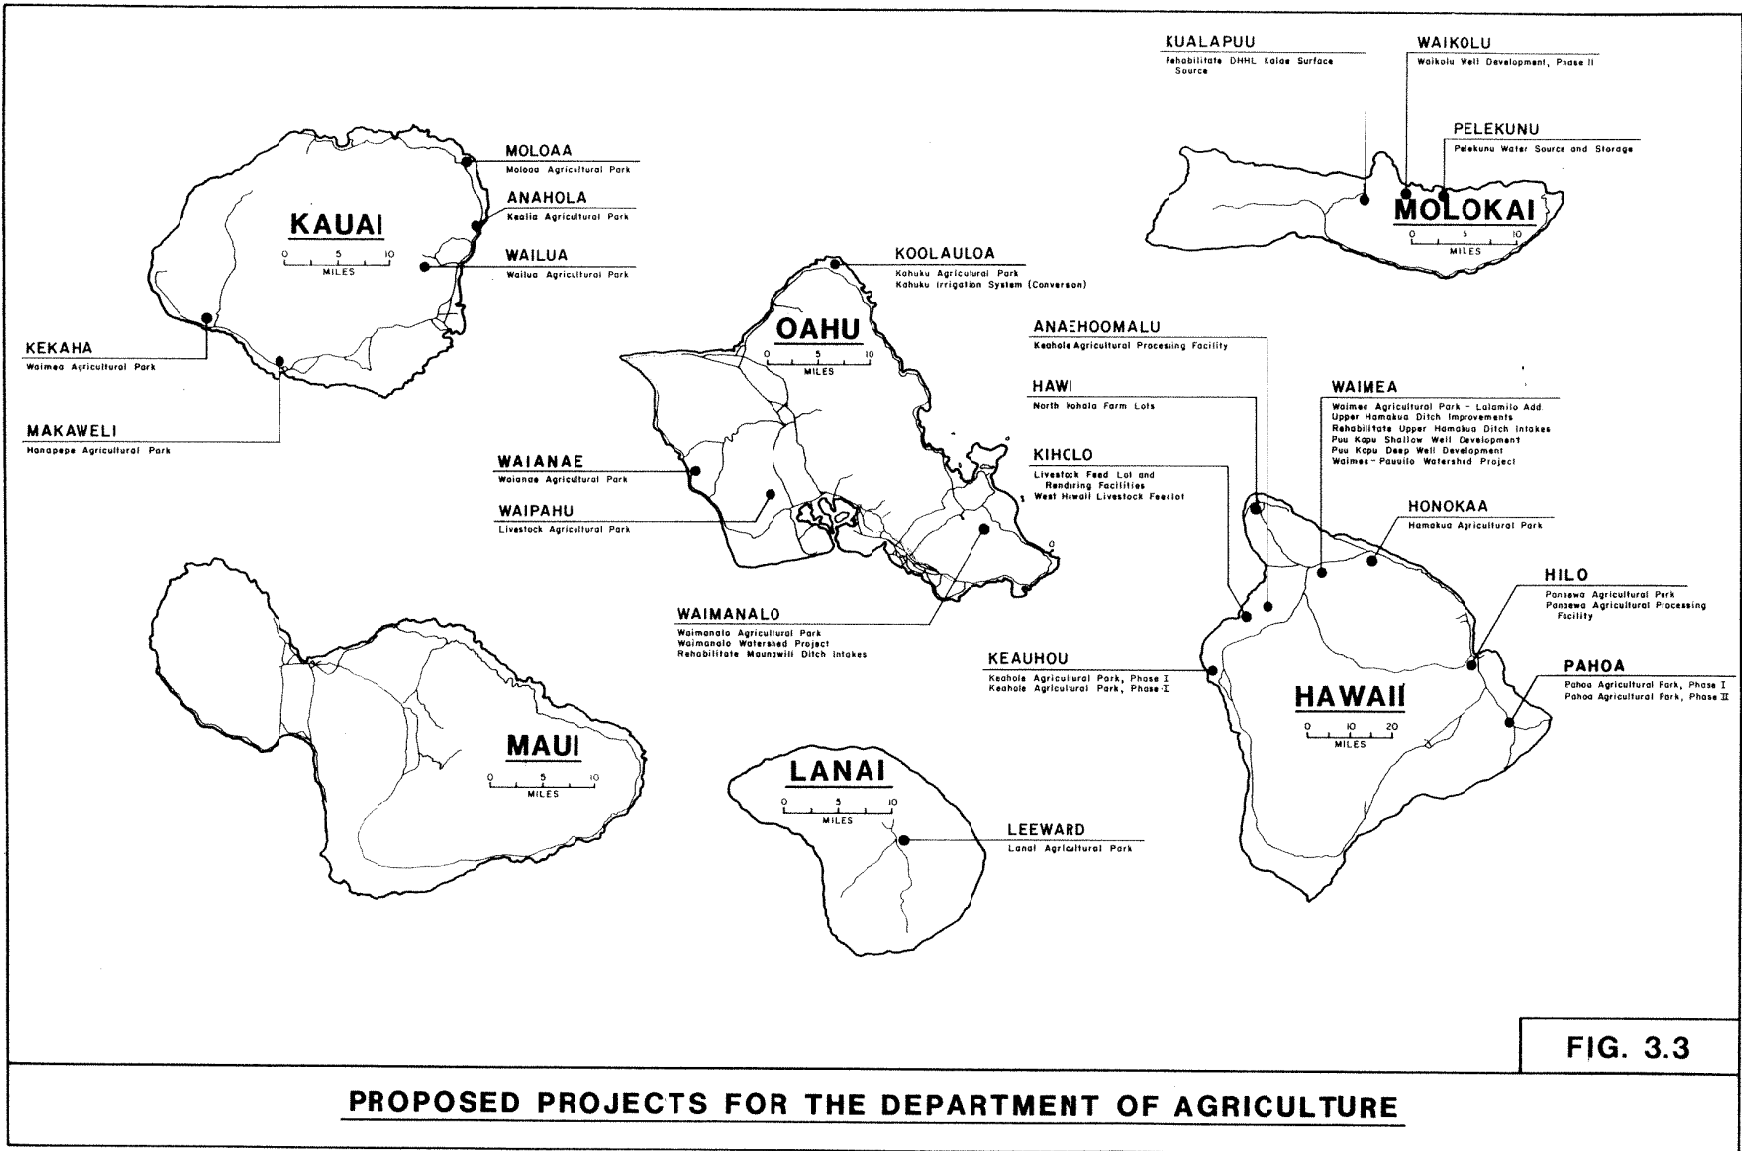 KUALAPUU
Rehabilitate DHHL Kalae Surface
Source
WAIKOLU
Waikolu Well Development, Phase II
PELEKUNU
Pelekunu Water Source and Storage
MOLOKAI
0 5 10
MILES
MOLOAA
Moloaa Agricultural Park
ANAHOLA
Kealia Agricultural Park
WAILUA
Wailua Agricultural Park
KAUAI
0 5 10
MILES
KEKAHA
Waimea Agricultural Park
MAKAWELI
Hanapepe Agricultural Park
KOOLAULOA
Kahuku Agricultural Park
Kahuku Irrigation System (Converson)
OAHU
0 5 10
MILES
WAIANAE
Waianae Agricultural Park
WAIPAHU
Livestock Agricultural Park
WAIMANALO
Waimanalo Agricultural Park
Waimanalo Watershed Project
Rehabilitate Maunawili Ditch Intakes
ANAEHOOMALU
Keahole Agricultural Processing Facility
HAWI
North Kohala Farm Lots
KIHOLO
Livestock Feed Lot and
Rendering Facilities
West Hawaii Livestock Feedlot
WAIMEA
Waimea Agricultural Park - Lalamilo Add.
Upper Hamakua Ditch Improvements
Rehabilitate Upper Hamakua Ditch Intakes
Puu Kapu Shallow Well Development
Puu Kapu Deep Well Development
Waimea-Paauilo Watershed Project
HONOKAA
Hamakua Agricultural Park
HILO
Panaewa Agricultural Park
Panaewa Agricultural Processing
Facility
PAHOA
Pahoa Agricultural Park, Phase I
Pahoa Agricultural Park, Phase II
KEAUHOU
Keahole Agricultural Park, Phase I
Keahole Agricultural Park, Phase I
HAWAII
0 10 20
MILES
MAUI
0 5 10
MILES
LANAI
0 5 10
MILES
LEEWARD
Lanai Agricultural Park
FIG. 3.3
PROPOSED PROJECTS FOR THE DEPARTMENT OF AGRICULTURE